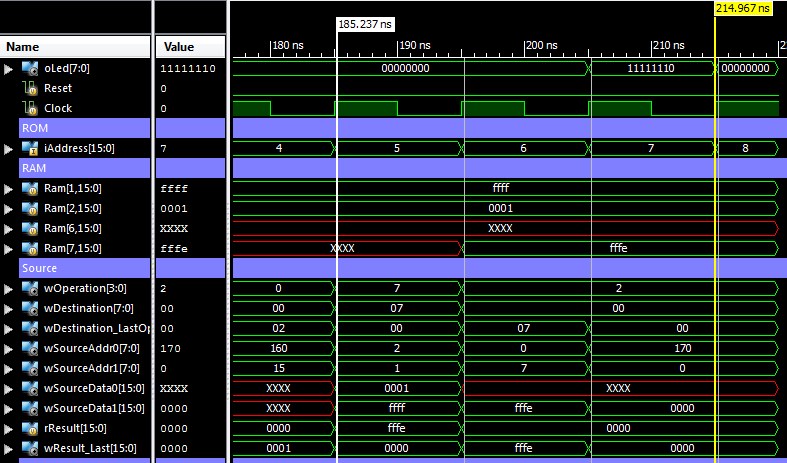 214.967 ns
185.237 ns
Name Value 180 ns 190 ns 200 ns 210 ns
oLed[7:0] 11111110 00000000 11111110 00000000
Reset 0
Clock 0
ROM
iAddress[15:0] 7 4 5 6 7 8
RAM
Ram[1,15:0] ffff ffff
Ram[2,15:0] 0001 0001
Ram[6,15:0] XXXX XXXX
Ram[7,15:0] fffe XXXX fffe
Source
wOperation[3:0] 2 0 7 2
wDestination[7:0] 00 00 07 00
wDestination_LastOp 00 02 00 07 00
wSourceAddr0[7:0] 170 160 2 0 170
wSourceAddr1[7:0] 0 15 1 7 0
wSourceData0[15:0] XXXX XXXX 0001 XXXX
wSourceData1[15:0] 0000 XXXX ffff fffe 0000
rResult[15:0] 0000 0000 fffe 0000
wResult_Last[15:0] 0000 0001 0000 fffe 0000